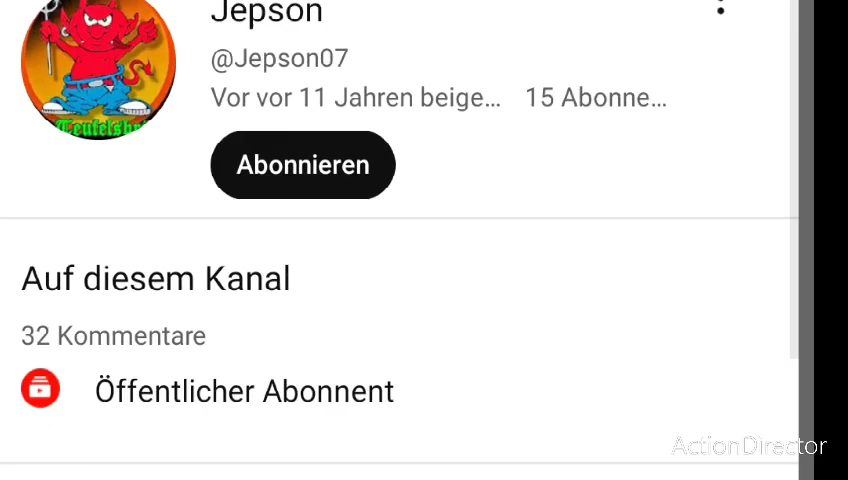 Jepson
@Jepson07
Vor vor 11 Jahren beige... 15 Abonne...
Abonnieren
Auf diesem Kanal
32 Kommentare
Öffentlicher Abonnent
ActionDirector